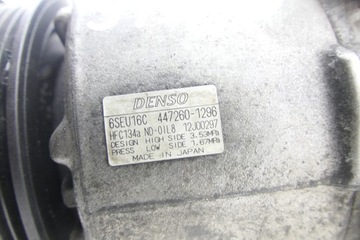 DENSO
6SEU16C 447260-1296
HFC134a ND-OIL8 12J00297
DESIGN HIGH SIDE 3.53MPa
PRESS LOW SIDE 1.67MPa
MADE IN JAPAN